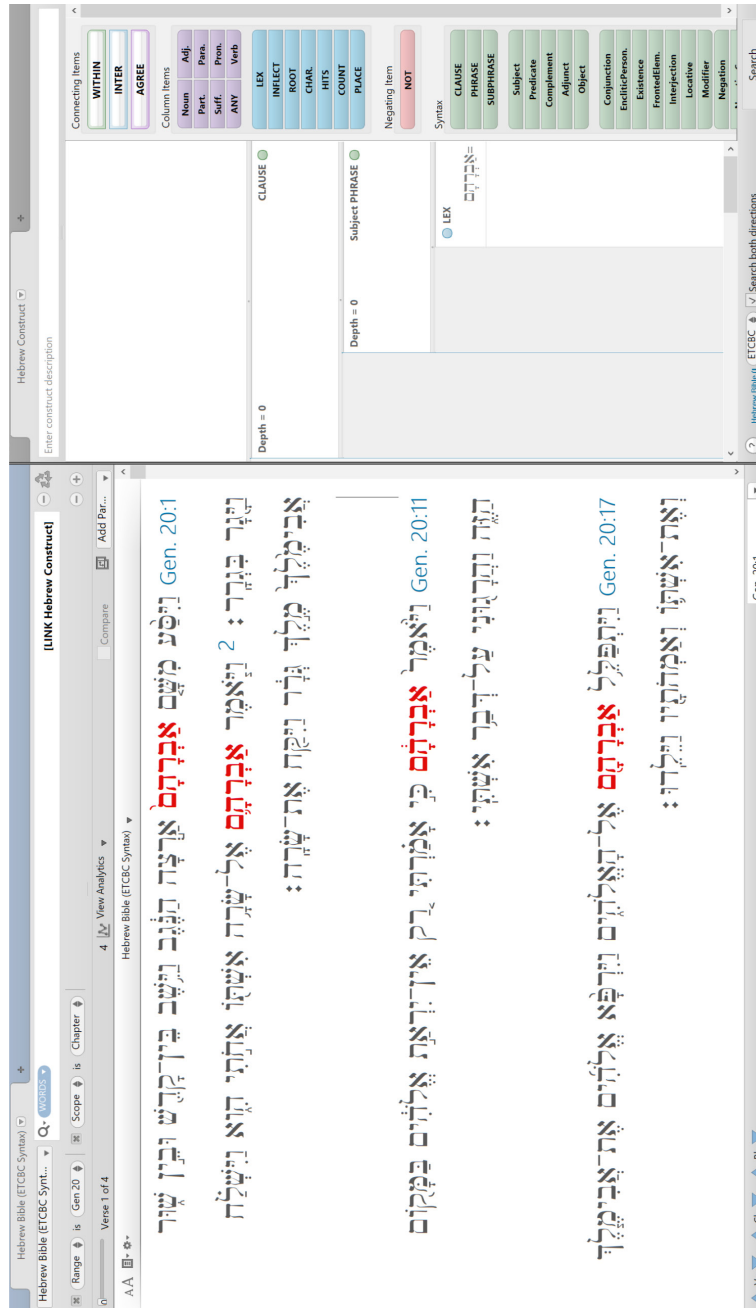 Hebrew Bible (ETCBC Syntax)
Hebrew Bible (ETCBC Synt...
WORDS
[LINK Hebrew Construct]
Range is Gen 20
Scope is Chapter
Verse 1 of 4
4 View Analytics
Compare
Add Par...
AA
Hebrew Bible (ETCBC Syntax)
Gen. 20:1 וַיִּסַּע מִשָּׁם אַבְרָהָם֙ אַרְצָה הַנֶּגֶב וַיֵּשֶׁב בֵּין־קָדֵשׁ וּבֵין שׁוּר
וַיָּגָר בִּגְרָר׃ 2 וַיֹּאמֶר אַבְרָהָם אֶל־שָׂרָה אִשְׁתּוֹ אֲחֹתִי הִוא וַיִּשְׁלַח
אֲבִימֶלֶךְ מֶלֶךְ גְּרָר וַיִּקַּח אֶת־שָׂרָה׃
Gen. 20:11 וַיֹּאמֶר אַבְרָהָם כִּי אָמַרְתִּי רַק אֵין־יִרְאַת אֱלֹהִים בַּמָּקוֹם
הַזֶּה וַהֲרָגוּנִי עַל־דְּבַר אִשְׁתִּי׃
Gen. 20:17 וַיִּתְפַּלֵּל אַבְרָהָם אֶל־הָאֱלֹהִים וַיִּרְפָּא אֱלֹהִים אֶת־אֲבִימֶלֶךְ
וְאֶת־אִשְׁתּוֹ וְאַמְהֹתָיו וַיֵּלֵדוּ׃
Hebrew Construct
Enter construct description
Depth = 0 CLAUSE
Depth = 0 Subject PHRASE
LEX
=אַבְרָהָם
Connecting Items
WITHIN
INTER
AGREE
Column Items
Noun Adj.
Part. Para.
Suff. Pron.
ANY Verb
LEX
INFLECT
ROOT
CHAR.
HITS
COUNT
PLACE
Negating Item
NOT
Syntax
CLAUSE
PHRASE
SUBPHRASE
Subject
Predicate
Complement
Adjunct
Object
Conjunction
EncliticPerson.
Existence
FrontedElem.
Interjection
Locative
Modifier
Negation
? ETCBC Search both directions
Search